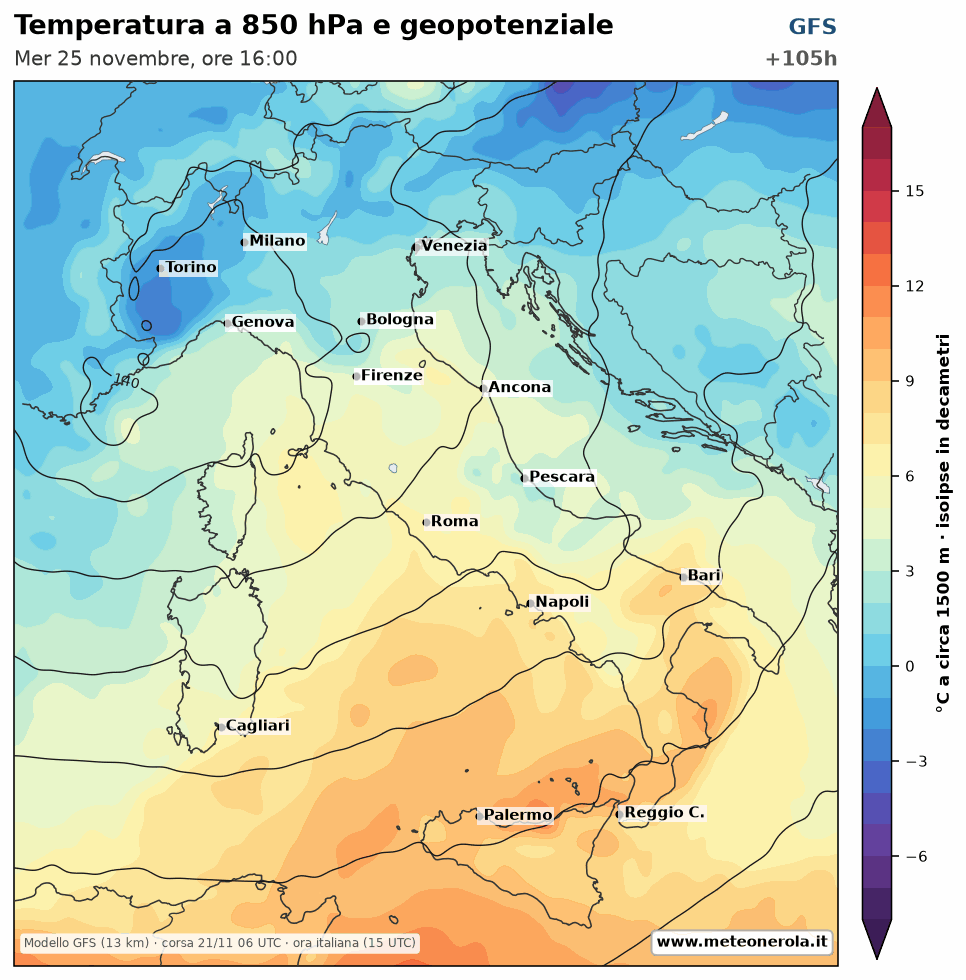 Temperatura a 850 hPa e geopotenziale
GFS
Mer 25 novembre, ore 16:00
+105h
Milano
Venezia
Torino
Genova
Bologna
140
Firenze
Ancona
Pescara
Roma
Bari
Napoli
Cagliari
Palermo
Reggio C.
15
12
9
6
3
0
−3
−6
°C a circa 1500 m · isoipse in decametri
Modello GFS (13 km) · corsa 21/11 06 UTC · ora italiana (15 UTC)
www.meteonerola.it